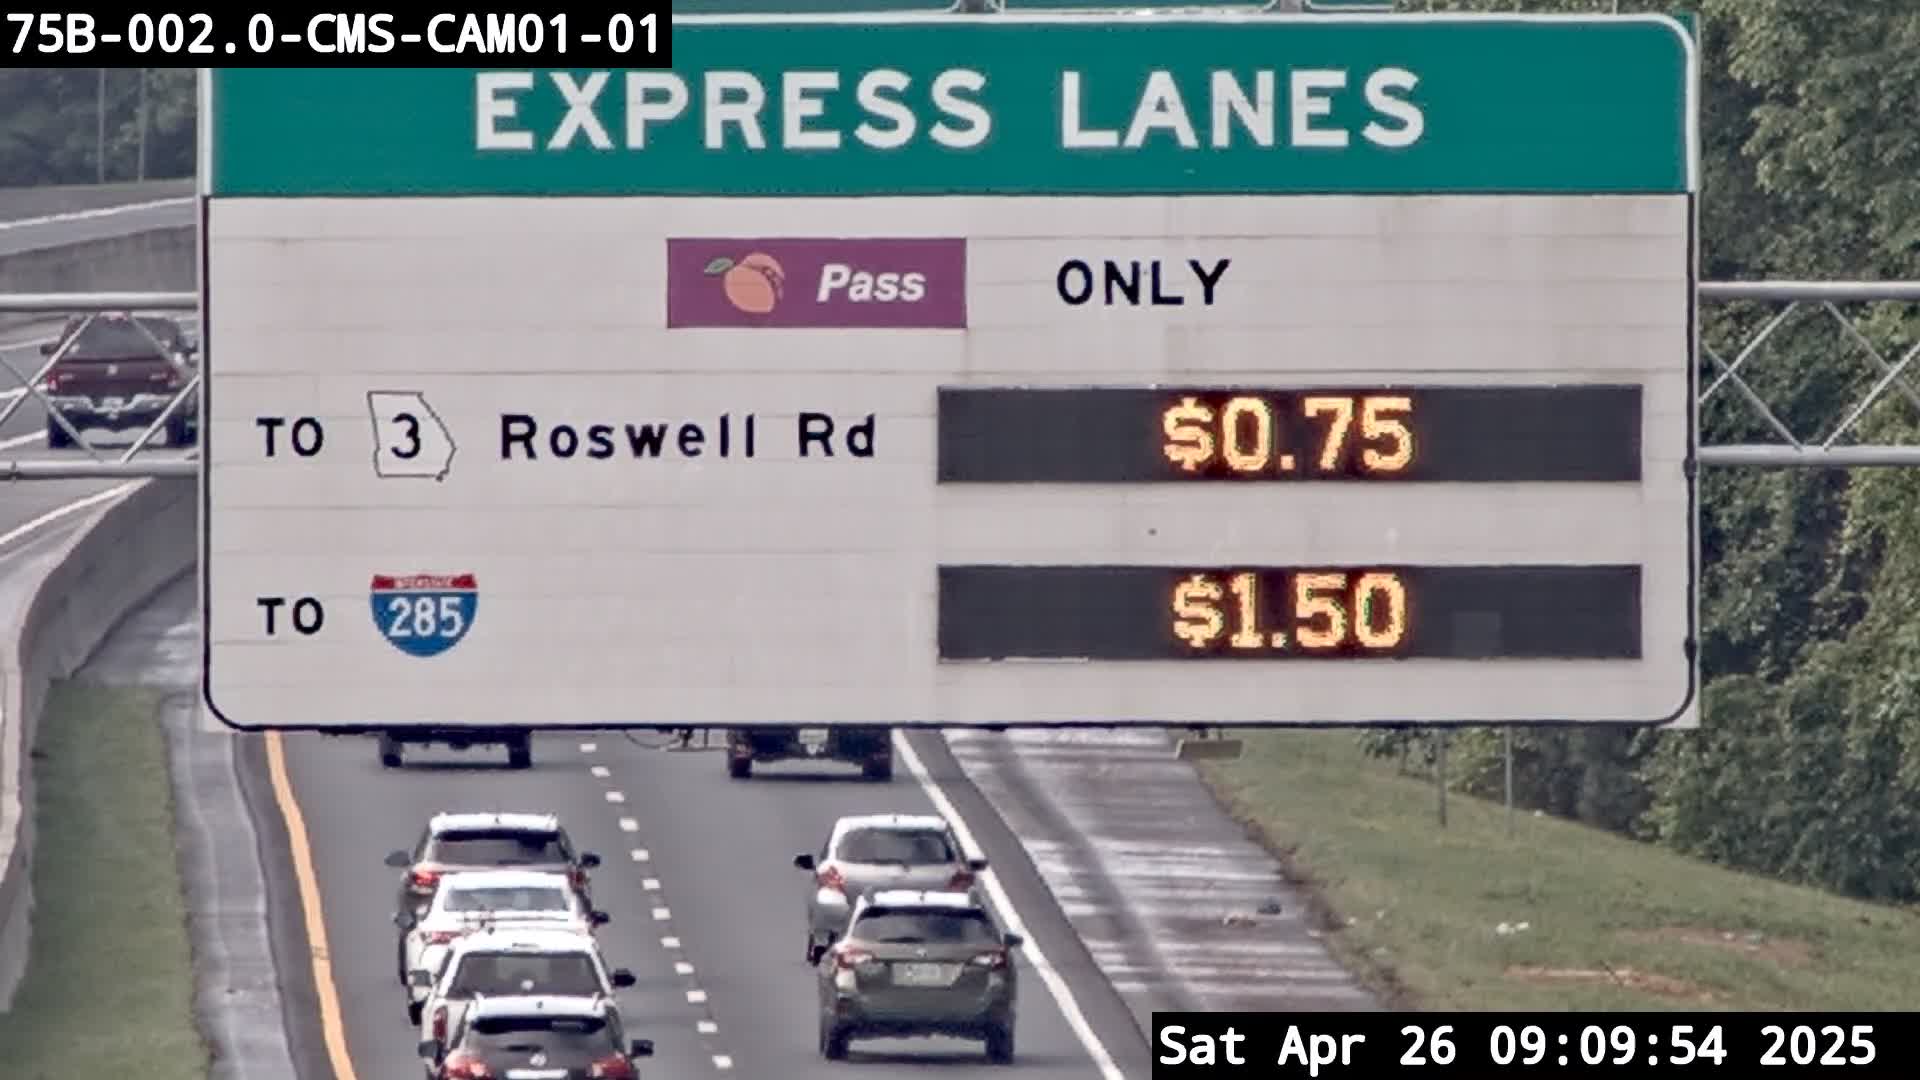 75B-002.0-CMS-CAM01-01
EXPRESS LANES
Pass ONLY
TO 3 Roswell Rd $0.75
TO INTERSTATE 285 $1.50
Sat Apr 26 09:09:54 2025